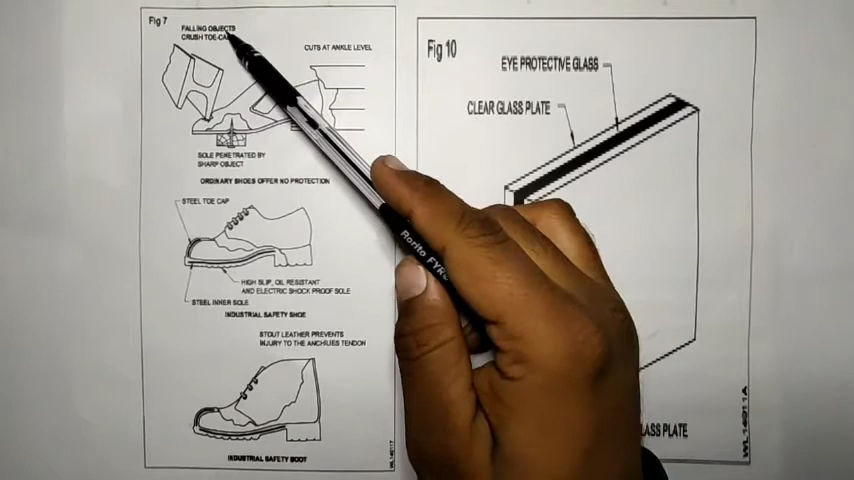 Fig 7
FALLING OBJECTS
CRUSH TOE-CAP
CUTS AT ANKLE LEVEL
SOLE PENETRATED BY
SHARP OBJECT
ORDINARY SHOES OFFER NO PROTECTION
STEEL TOE CAP
HIGH SLIP, OIL RESISTANT
AND ELECTRIC SHOCK PROOF SOLE
STEEL INNER SOLE
INDUSTRIAL SAFETY SHOE
STOUT LEATHER PREVENTS
INJURY TO THE ANCHILIES TENDON
INDUSTRIAL SAFETY BOOT
Fig 10
EYE PROTECTIVE GLASS
CLEAR GLASS PLATE
GLASS PLATE
Rorito